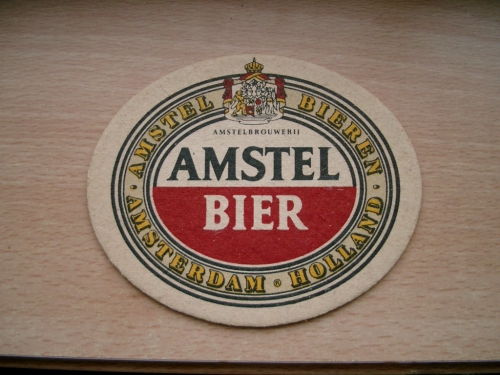 AMSTEL BIEREN
AMSTELBROUWERIJ
AMSTEL
BIER
· AMSTERDAM ® HOLLAND ·